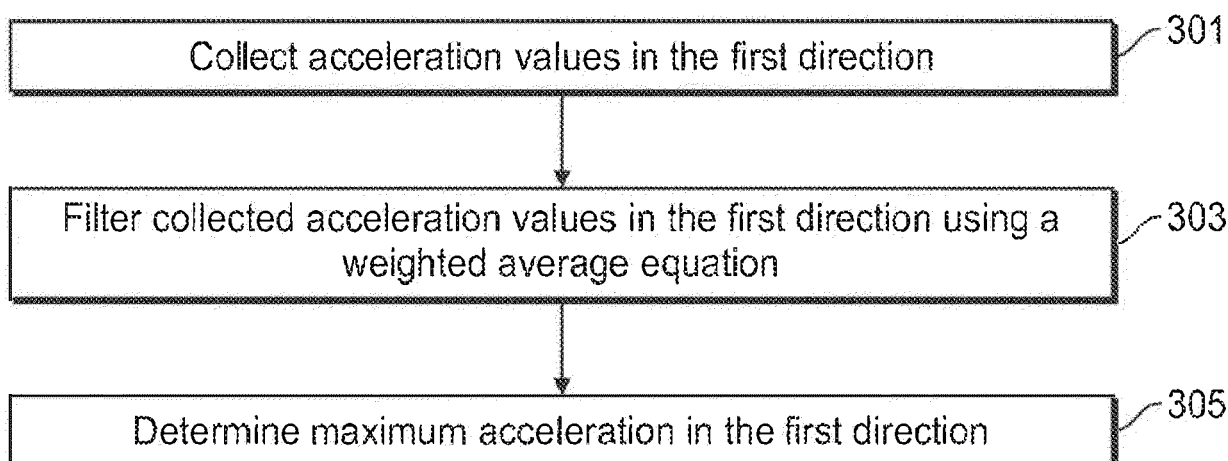 Collect acceleration values in the first direction
301
Filter collected acceleration values in the first direction using a
weighted average equation
303
Determine maximum acceleration in the first direction
305